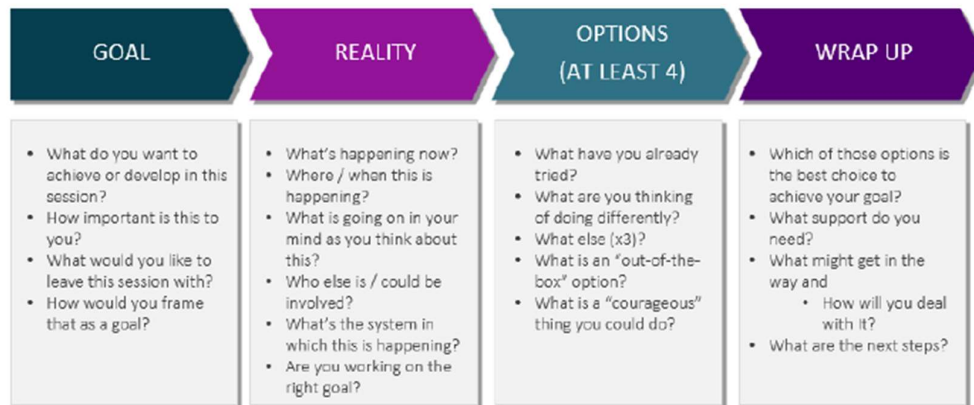 GOAL
REALITY
OPTIONS
(AT LEAST 4)
WRAP UP
• What do you want to
achieve or develop in this
session?
• How important is this to
you?
• What would you like to
leave this session with?
• How would you frame
that as a goal?
• What's happening now?
• Where / when this is
happening?
• What is going on in your
mind as you think about
this?
• Who else is / could be
involved?
• What's the system in
which this is happening?
• Are you working on the
right goal?
• What have you already
tried?
• What are you thinking
of doing differently?
• What else (x3)?
• What is an "out-of-the-
box" option?
• What is a "courageous"
thing you could do?
• Which of those options is
the best choice to
achieve your goal?
• What support do you
need?
• What might get in the
way and
• How will you deal
with it?
• What are the next steps?